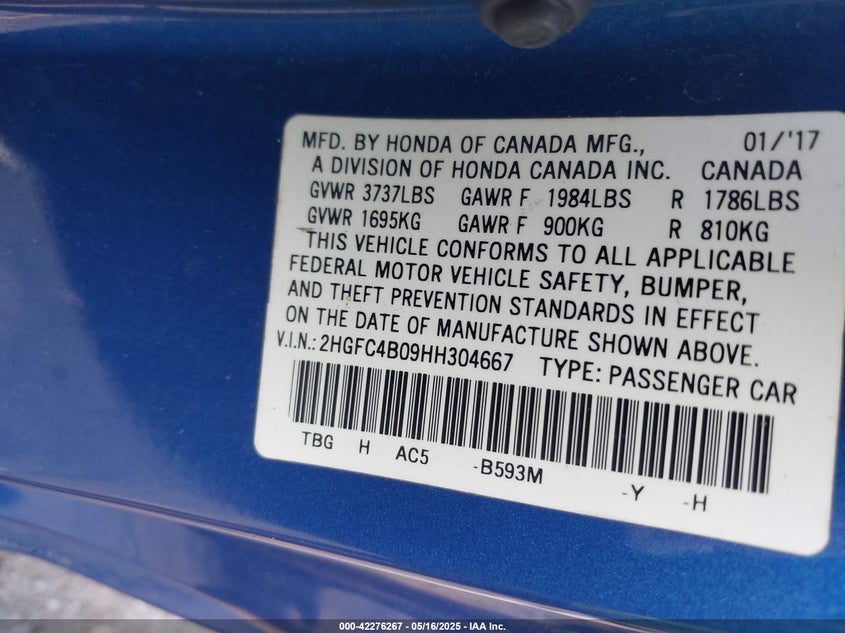 MFD. BY HONDA OF CANADA MFG., 01/'17
A DIVISION OF HONDA CANADA INC. CANADA
GVWR 3737LBS GAWR F 1984LBS R 1786LBS
GVWR 1695KG GAWR F 900KG R 810KG
THIS VEHICLE CONFORMS TO ALL APPLICABLE
FEDERAL MOTOR VEHICLE SAFETY, BUMPER,
AND THEFT PREVENTION STANDARDS IN EFFECT
ON THE DATE OF MANUFACTURE SHOWN ABOVE.
V.I.N.: 2HGFC4B09HH304667 TYPE: PASSENGER CAR
TBG H AC5 -B593M -Y -H
000-42276267 - 05/16/2025 - IAA Inc.